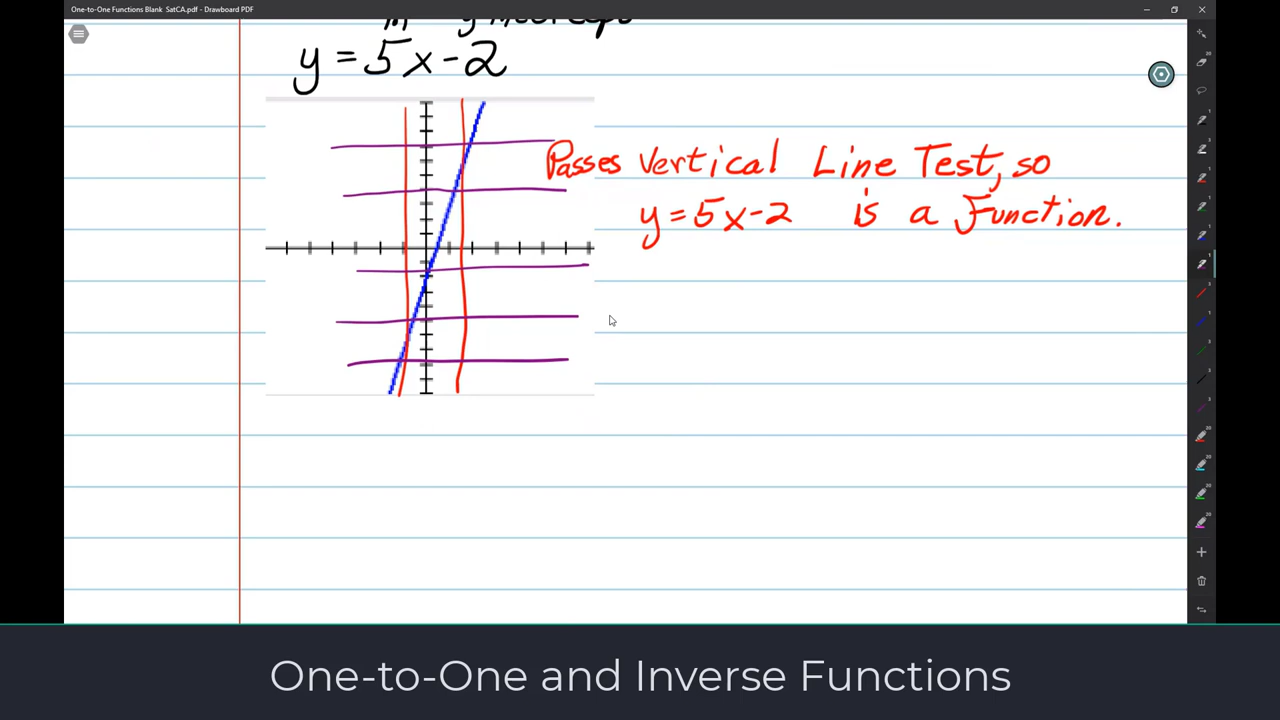 One-to-One Functions Blank SatCA.pdf - Drawboard PDF
y = 5x - 2
Passes Vertical Line Test, so
y = 5x - 2 is a Function.
One-to-One and Inverse Functions